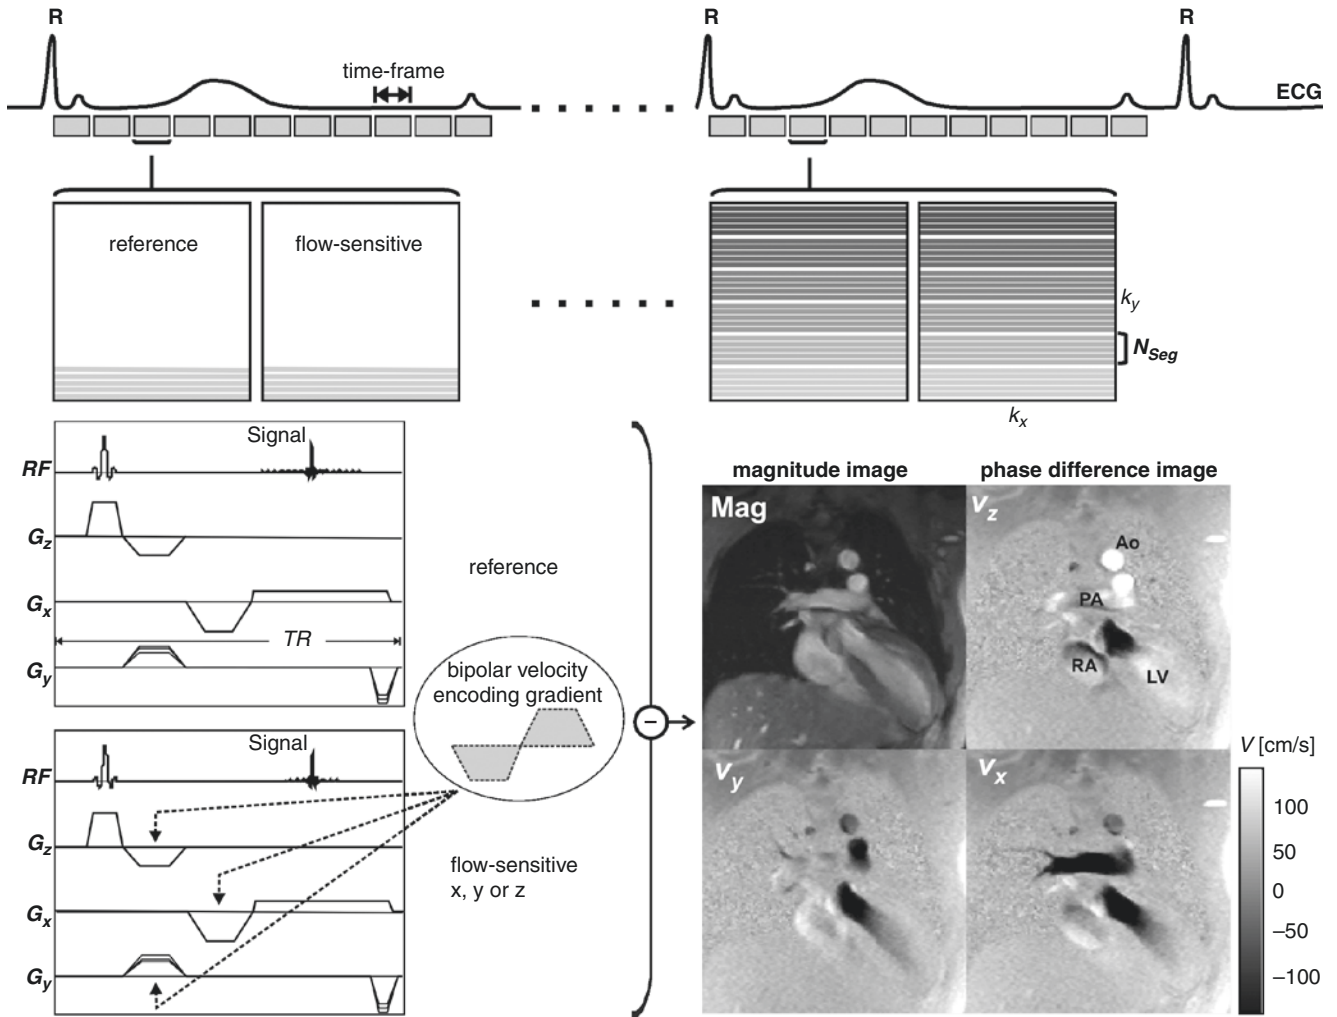 R
R
R
time-frame
ECG
reference
flow-sensitive
k_y
N_Seg
k_x
Signal
RF
G_z
G_x
TR
G_y
reference
bipolar velocity
encoding gradient
Signal
RF
G_z
G_x
G_y
flow-sensitive
x, y or z
−
magnitude image
phase difference image
Mag
v_z
Ao
PA
RA
LV
v_y
v_x
V [cm/s]
100
50
0
−50
−100